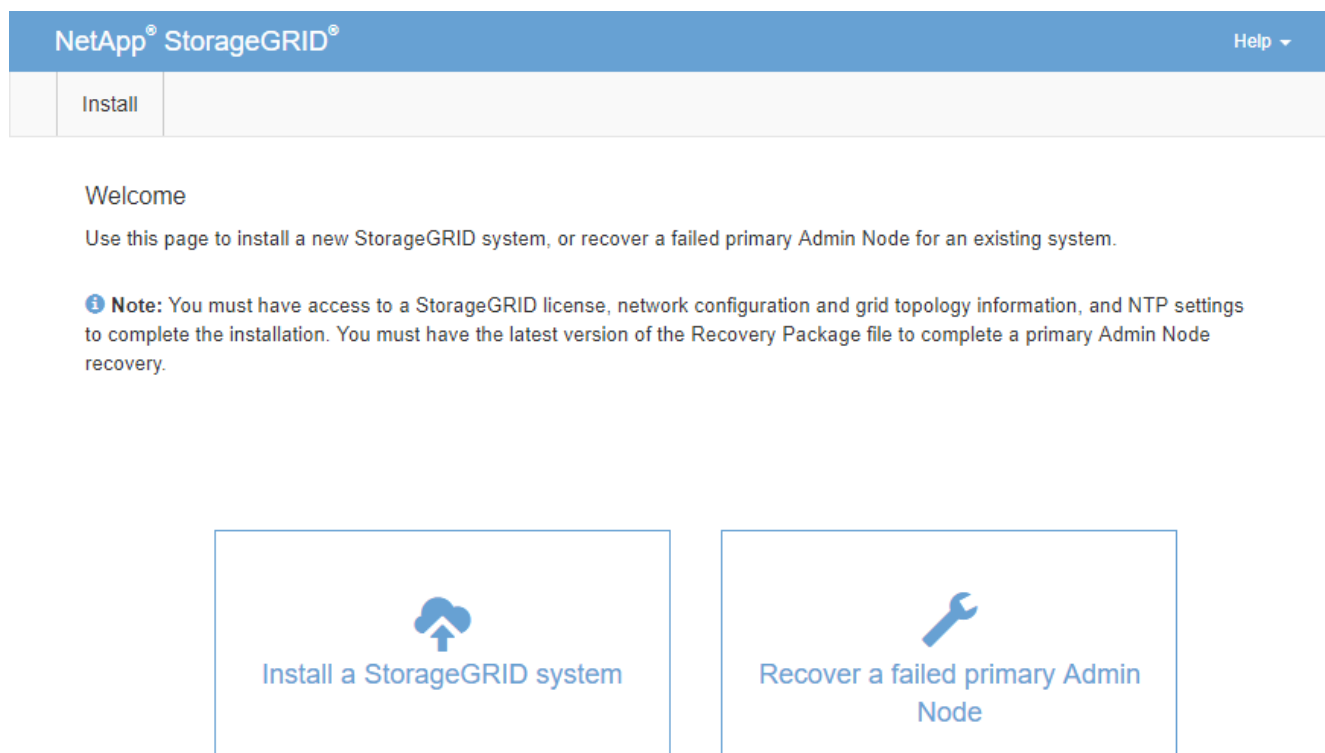 NetApp® StorageGRID®
Help
Install
Welcome
Use this page to install a new StorageGRID system, or recover a failed primary Admin Node for an existing system.
Note: You must have access to a StorageGRID license, network configuration and grid topology information, and NTP settings
to complete the installation. You must have the latest version of the Recovery Package file to complete a primary Admin Node
recovery.
Install a StorageGRID system
Recover a failed primary Admin
Node